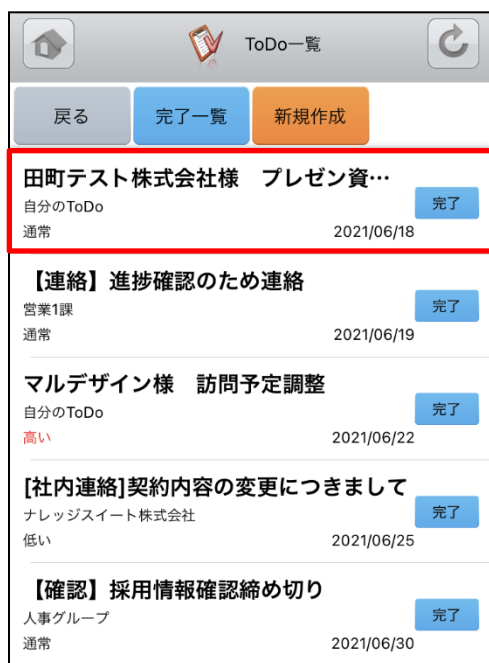 ToDo一覧
戻る 完了一覧 新規作成
田町テスト株式会社様　プレゼン資…
自分のToDo
完了
通常 2021/06/18
【連絡】進捗確認のため連絡
営業1課
完了
通常 2021/06/19
マルデザイン様　訪問予定調整
自分のToDo
完了
高い 2021/06/22
[社内連絡]契約内容の変更につきまして
ナレッジスイート株式会社
完了
低い 2021/06/25
【確認】採用情報確認締め切り
人事グループ
完了
通常 2021/06/30